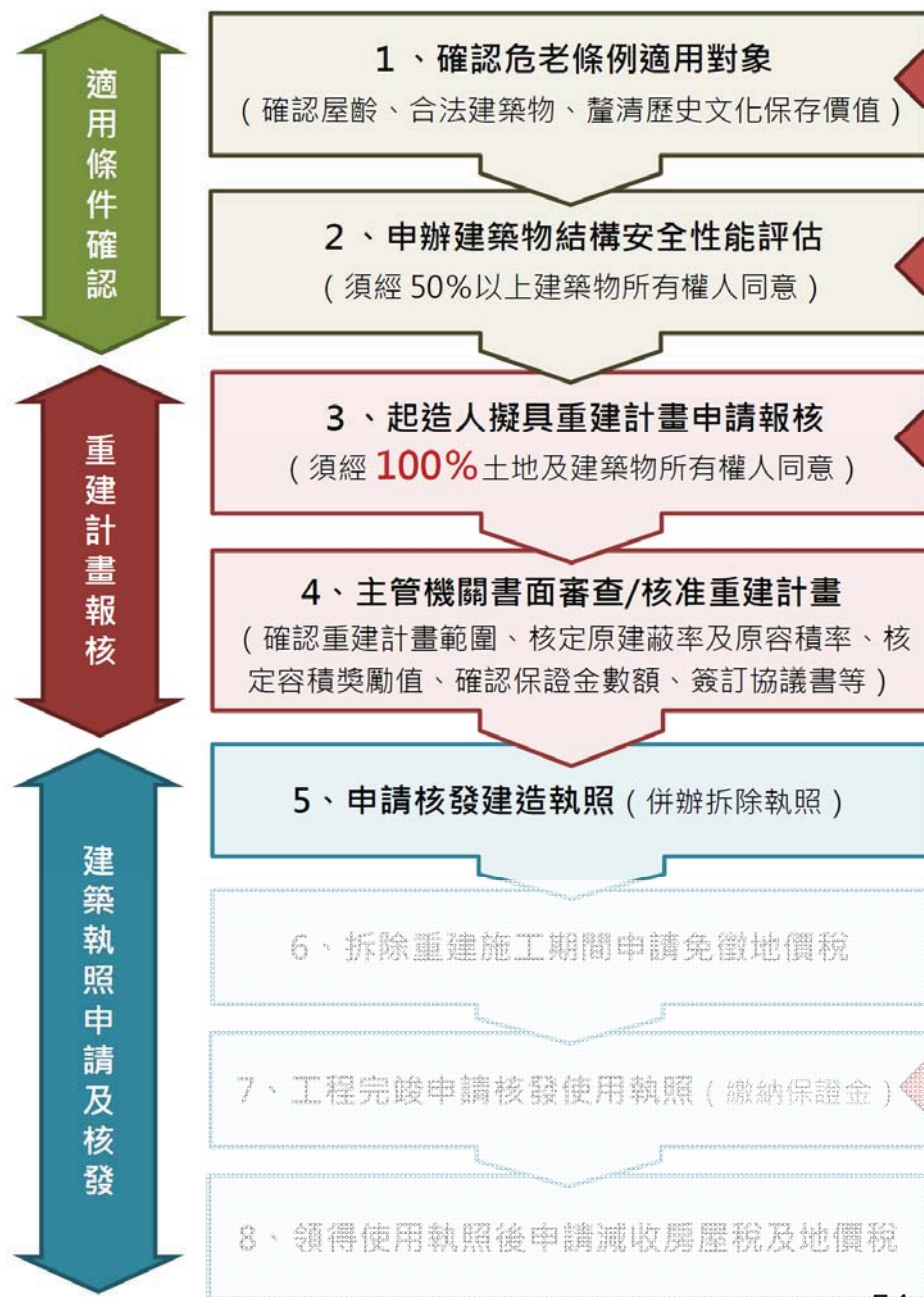 適用條件確認
1、確認危老條例適用對象
(確認屋齡、合法建築物、釐清歷史文化保存價值)
2、申辦建築物結構安全性能評估
(須經 50%以上建築物所有權人同意)
重建計畫報核
3、起造人擬具重建計畫申請報核
(須經 100%土地及建築物所有權人同意)
4、主管機關書面審查/核准重建計畫
(確認重建計畫範圍、核定原建蔽率及原容積率、核
定容積獎勵值、確認保證金數額、簽訂協議書等)
建築執照申請及核發
5、申請核發建造執照(併辦拆除執照)
6、拆除重建施工期間申請免徵地價稅
7、工程完竣申請核發使用執照(繳納保證金)
8、領得使用執照後申請減收房屋稅及地價稅